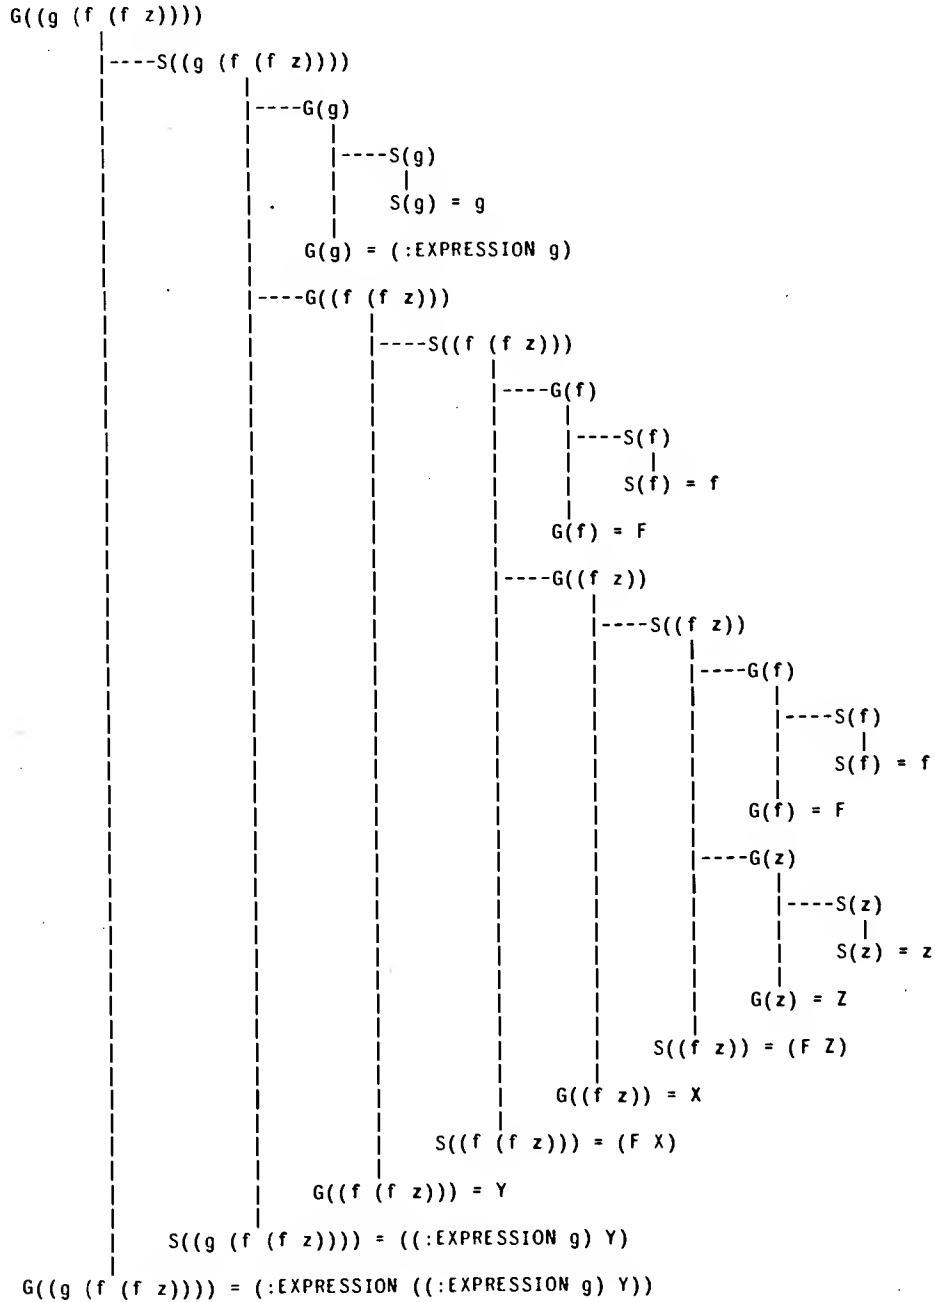 G((g (f (f z))))
----S((g (f (f z))))
----G(g)
----S(g)
S(g) = g
G(g) = (:EXPRESSION g)
----G((f (f z)))
----S((f (f z)))
----G(f)
----S(f)
S(f) = f
G(f) = F
----G((f z))
----S((f z))
----G(f)
----S(f)
S(f) = f
G(f) = F
----G(z)
----S(z)
S(z) = z
G(z) = Z
S((f z)) = (F Z)
G((f z)) = X
S((f (f z))) = (F X)
G((f (f z))) = Y
S((g (f (f z)))) = ((:EXPRESSION g) Y)
G((g (f (f z)))) = (:EXPRESSION ((:EXPRESSION g) Y))